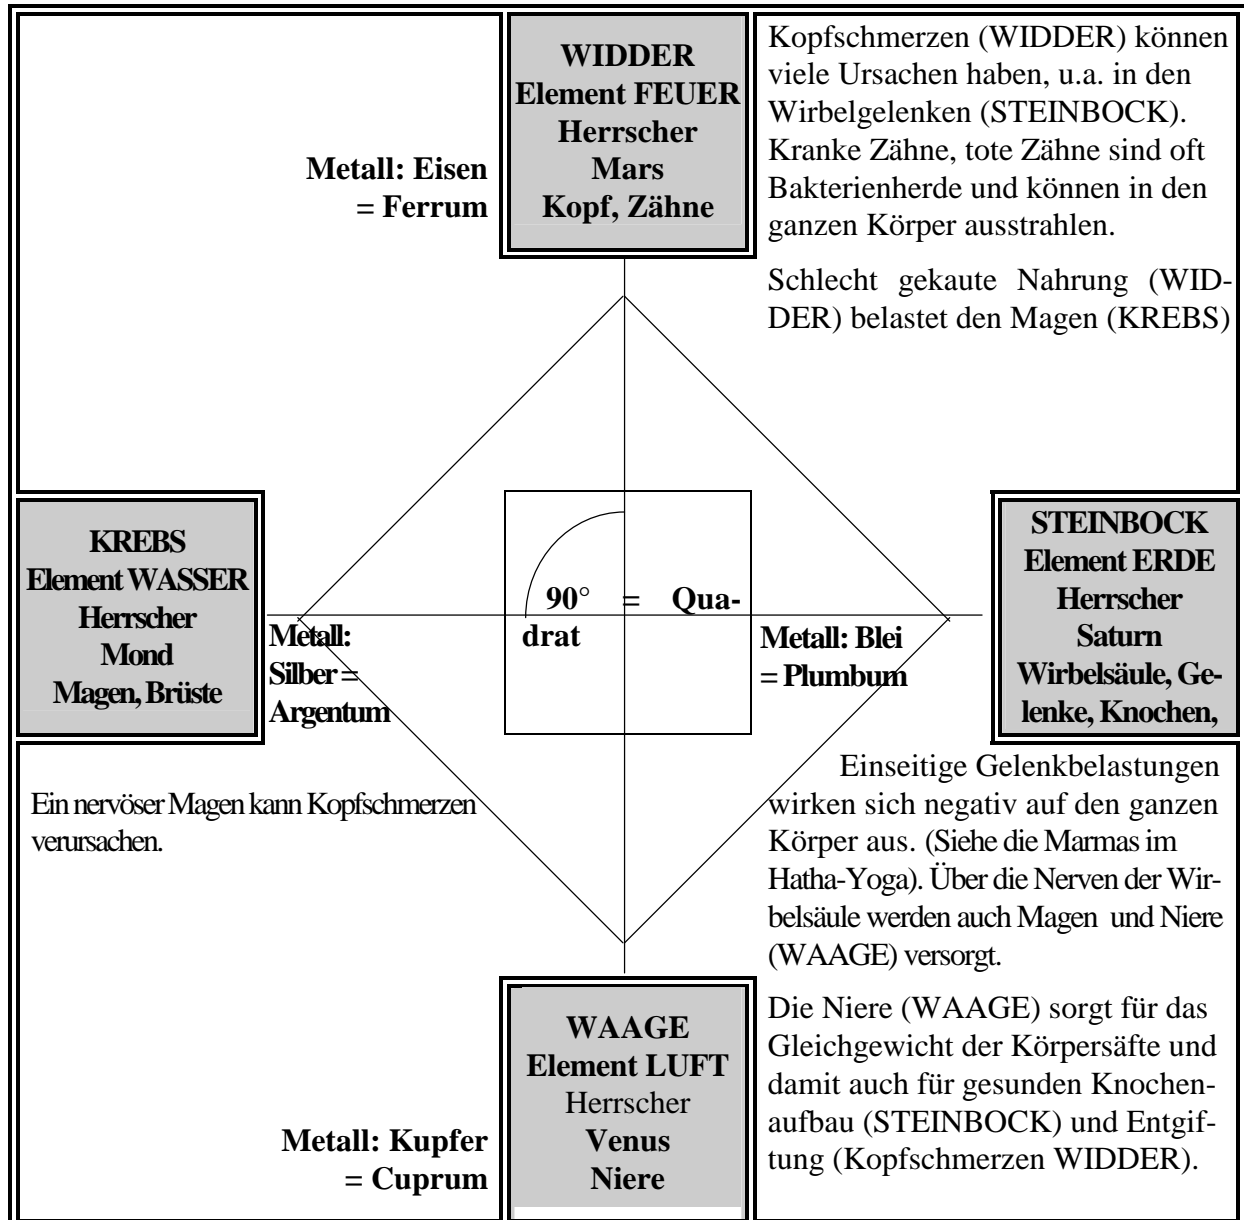 WIDDER
Element FEUER
Herrscher
Mars
Kopf, Zähne
Metall: Eisen
= Ferrum
Kopfschmerzen (WIDDER) können
viele Ursachen haben, u.a. in den
Wirbelgelenken (STEINBOCK).
Kranke Zähne, tote Zähne sind oft
Bakterienherde und können in den
ganzen Körper ausstrahlen.
Schlecht gekaute Nahrung (WID-
DER) belastet den Magen (KREBS)
KREBS
Element WASSER
Herrscher
Mond
Magen, Brüste
Metall:
Silber =
Argentum
90° = Qua-
drat
Metall: Blei
= Plumbum
STEINBOCK
Element ERDE
Herrscher
Saturn
Wirbelsäule, Ge-
lenke, Knochen,
Ein nervöser Magen kann Kopfschmerzen
verursachen.
Einseitige Gelenkbelastungen
wirken sich negativ auf den ganzen
Körper aus. (Siehe die Marmas im
Hatha-Yoga). Über die Nerven der Wir-
belsäule werden auch Magen und Niere
(WAAGE) versorgt.
Die Niere (WAAGE) sorgt für das
Gleichgewicht der Körpersäfte und
damit auch für gesunden Knochen-
aufbau (STEINBOCK) und Entgif-
tung (Kopfschmerzen WIDDER).
WAAGE
Element LUFT
Herrscher
Venus
Niere
Metall: Kupfer
= Cuprum